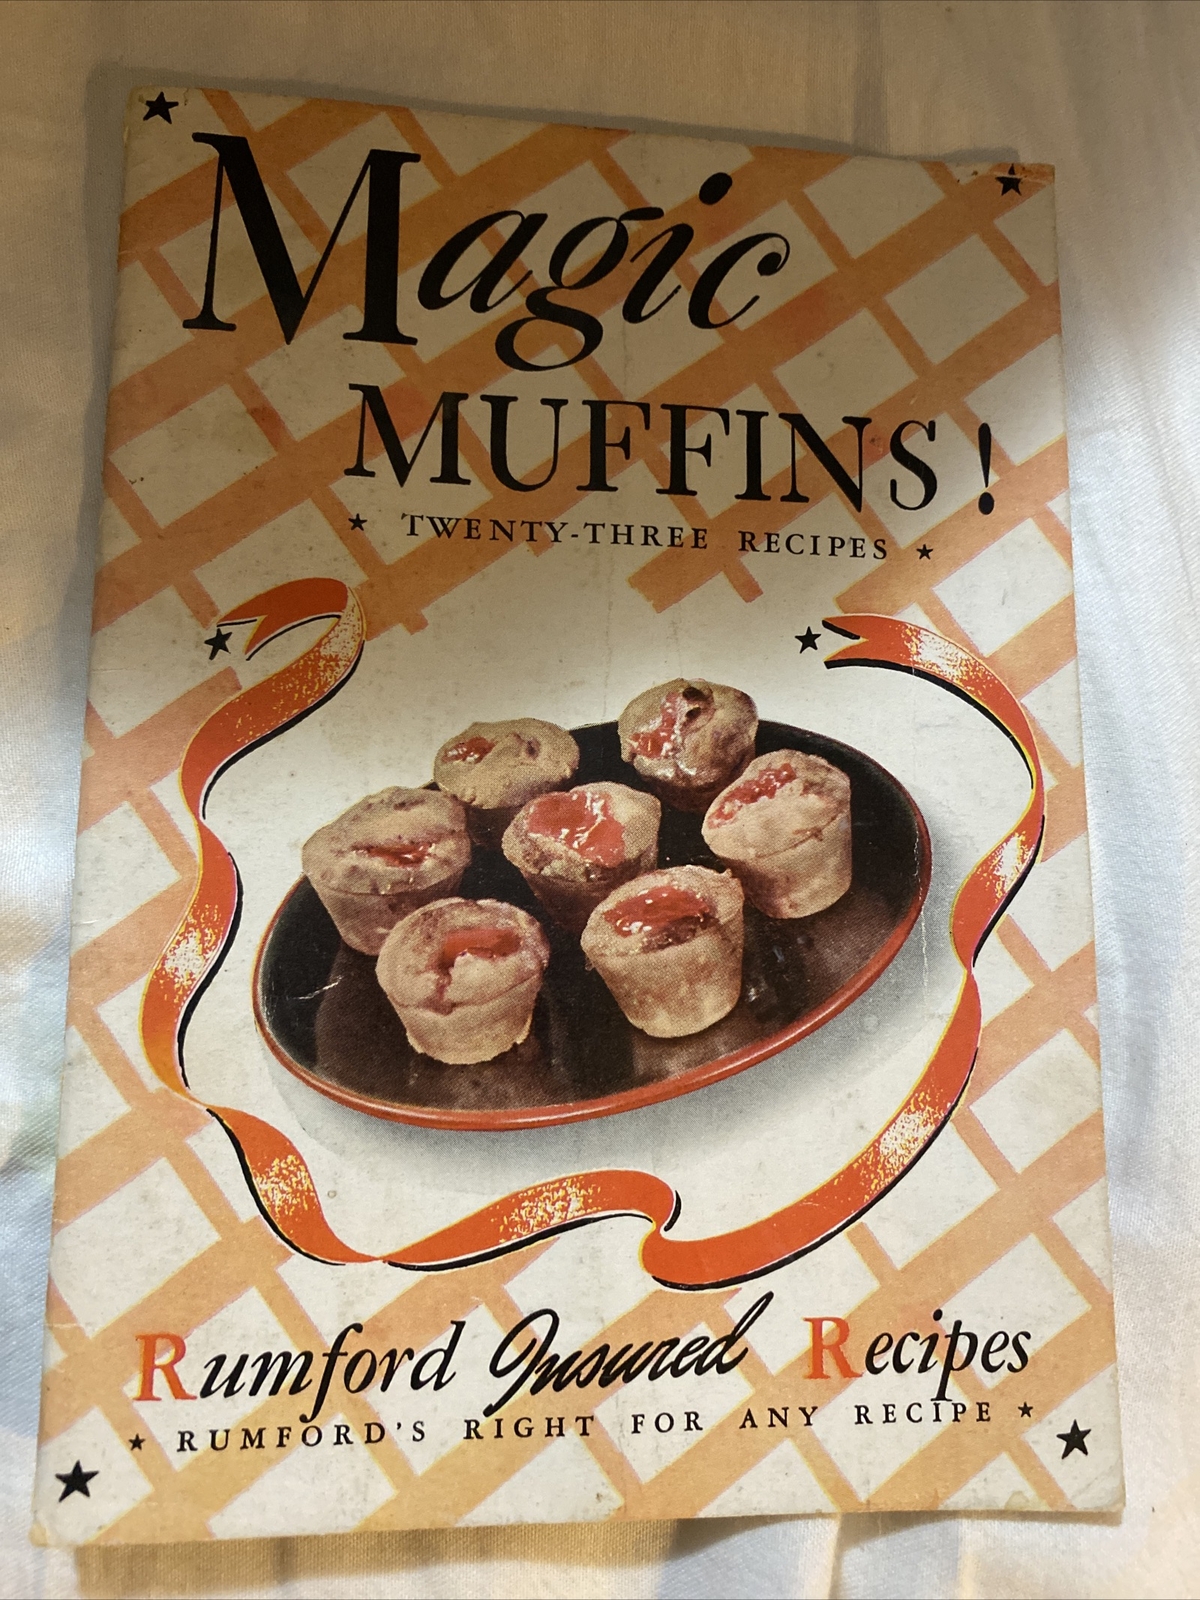 Magic
MUFFINS!
★ TWENTY-THREE RECIPES ★
Rumford Insured Recipes
★ RUMFORD'S RIGHT FOR ANY RECIPE ★